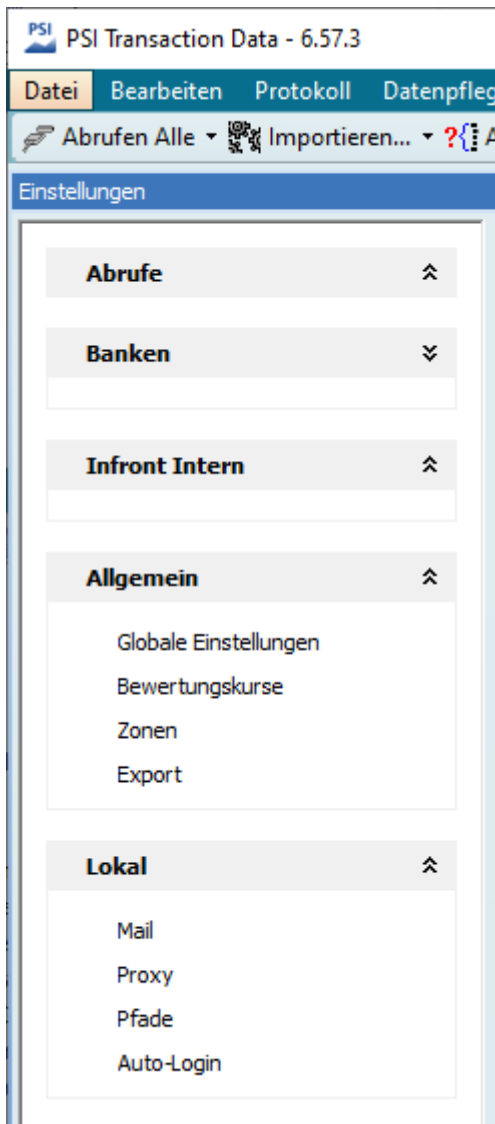 PSI PSI Transaction Data - 6.57.3
Datei Bearbeiten Protokoll Datenpfleg
Abrufen Alle Importieren... ?{ A
Einstellungen
Abrufe
Banken
Infront Intern
Allgemein
Globale Einstellungen
Bewertungskurse
Zonen
Export
Lokal
Mail
Proxy
Pfade
Auto-Login